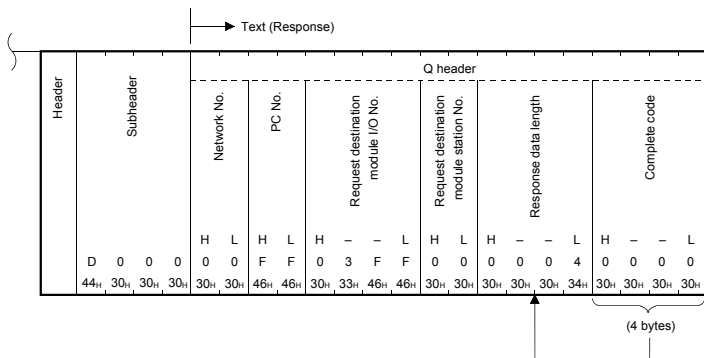 Text (Response)
Q header
Header
Subheader
Network No.
PC No.
Request destination
module I/O No.
Request destination
module station No.
Response data length
Complete code
H L H L H – – L H L H – – L H – – L
D 0 0 0 0 0 F F 0 3 F F 0 0 0 0 0 4 0 0 0 0
44H 30H 30H 30H 30H 30H 46H 46H 30H 33H 46H 46H 30H 30H 30H 30H 30H 34H 30H 30H 30H 30H
(4 bytes)